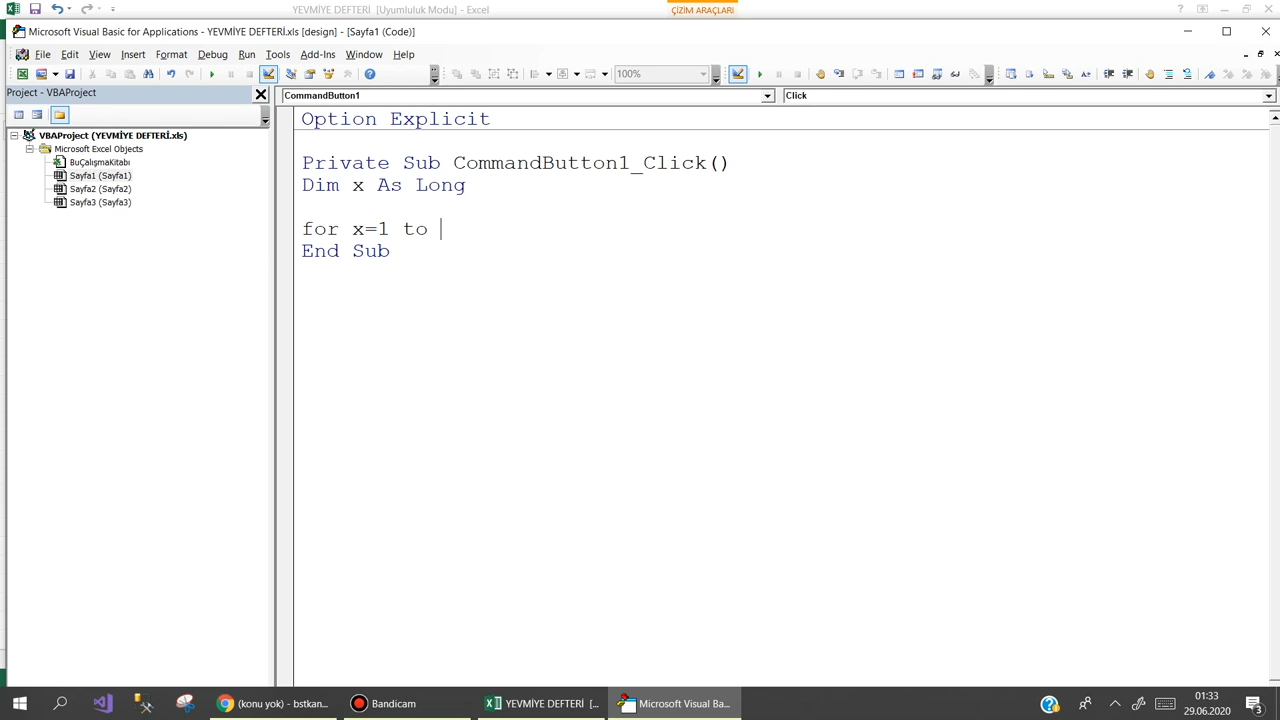 YEVMİYE DEFTERİ [Uyumluluk Modu] - Excel
ÇİZİM ARAÇLARI
Microsoft Visual Basic for Applications - YEVMİYE DEFTERİ.xls [design] - [Sayfa1 (Code)]
File Edit View Insert Format Debug Run Tools Add-Ins Window Help
100%
Project - VBAProject
CommandButton1
Click
VBAProject (YEVMİYE DEFTERİ.xls)
Microsoft Excel Objects
BuÇalışmaKitabı
Sayfa1 (Sayfa1)
Sayfa2 (Sayfa2)
Sayfa3 (Sayfa3)
Option Explicit
Private Sub CommandButton1_Click()
Dim x As Long
for x=1 to
End Sub
(konu yok) - bstkan...
Bandicam
YEVMİYE DEFTERİ [...
Microsoft Visual Ba...
01:33
29.06.2020
3